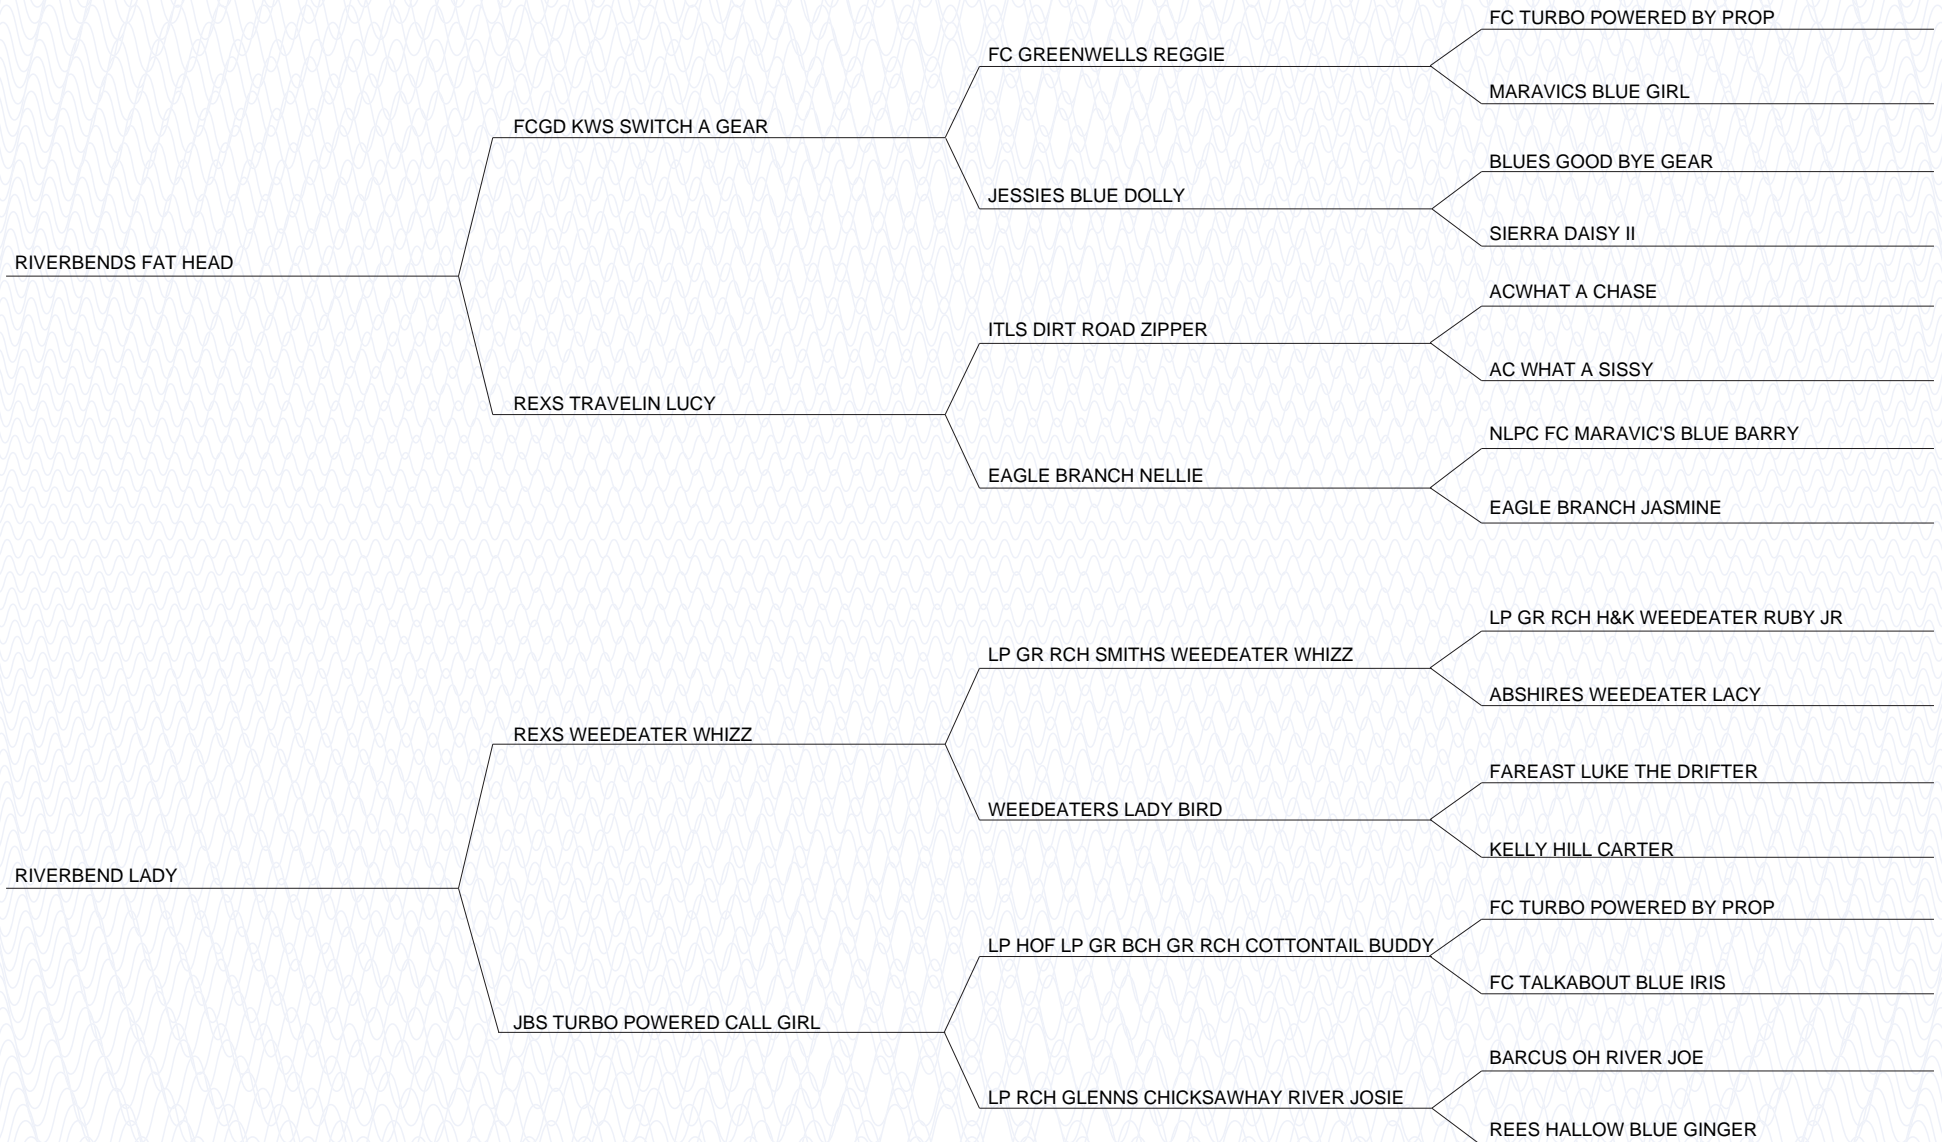 FC TURBO POWERED BY PROP
FC GREENWELLS REGGIE
MARAVICS BLUE GIRL
FCGD KWS SWITCH A GEAR
BLUES GOOD BYE GEAR
JESSIES BLUE DOLLY
SIERRA DAISY II
RIVERBENDS FAT HEAD
ACWHAT A CHASE
ITLS DIRT ROAD ZIPPER
AC WHAT A SISSY
REXS TRAVELIN LUCY
NLPC FC MARAVIC'S BLUE BARRY
EAGLE BRANCH NELLIE
EAGLE BRANCH JASMINE
LP GR RCH H&K WEEDEATER RUBY JR
LP GR RCH SMITHS WEEDEATER WHIZZ
ABSHIRES WEEDEATER LACY
REXS WEEDEATER WHIZZ
FAREAST LUKE THE DRIFTER
WEEDEATERS LADY BIRD
KELLY HILL CARTER
RIVERBEND LADY
FC TURBO POWERED BY PROP
LP HOF LP GR BCH GR RCH COTTONTAIL BUDDY
FC TALKABOUT BLUE IRIS
JBS TURBO POWERED CALL GIRL
BARCUS OH RIVER JOE
LP RCH GLENNS CHICKSAWHAY RIVER JOSIE
REES HALLOW BLUE GINGER